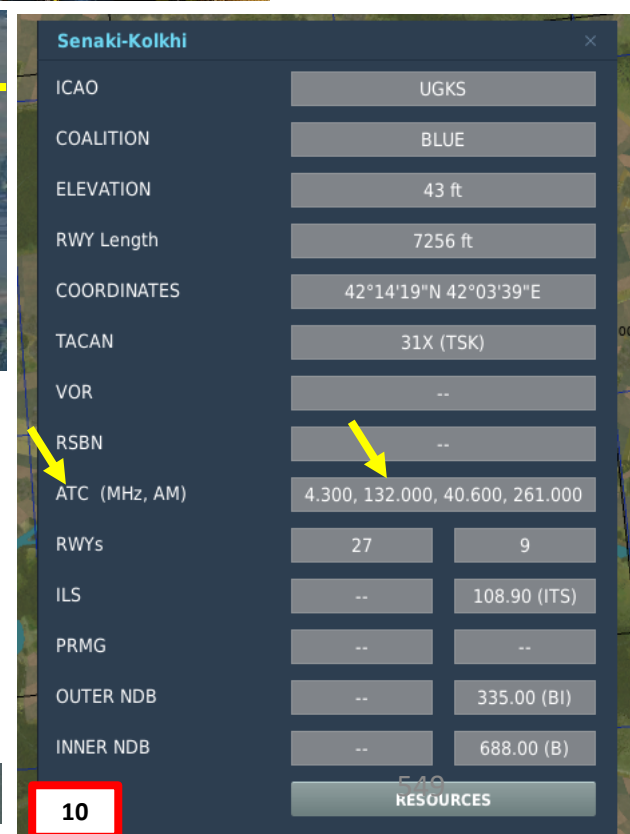 Senaki-Kolkhi ×
ICAO UGKS
COALITION BLUE
ELEVATION 43 ft
RWY Length 7256 ft
COORDINATES 42°14'19"N 42°03'39"E
TACAN 31X (TSK)
VOR --
RSBN --
ATC (MHz, AM) 4.300, 132.000, 40.600, 261.000
RWYs 27 9
ILS -- 108.90 (ITS)
PRMG -- --
OUTER NDB -- 335.00 (BI)
INNER NDB -- 688.00 (B)
549
RESOURCES
10